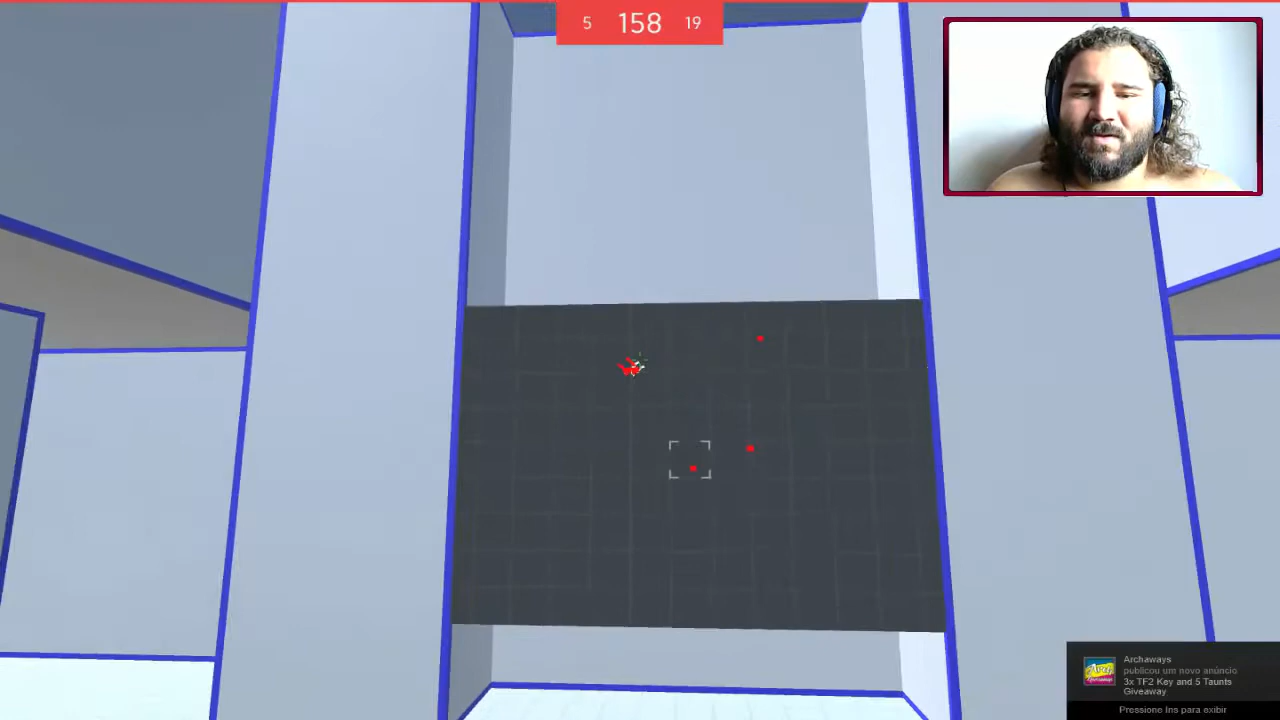 5 158 19
Archaways
publicou um novo anúncio
3x TF2 Key and 5 Taunts
Giveaway
Pressione Ins para exibir